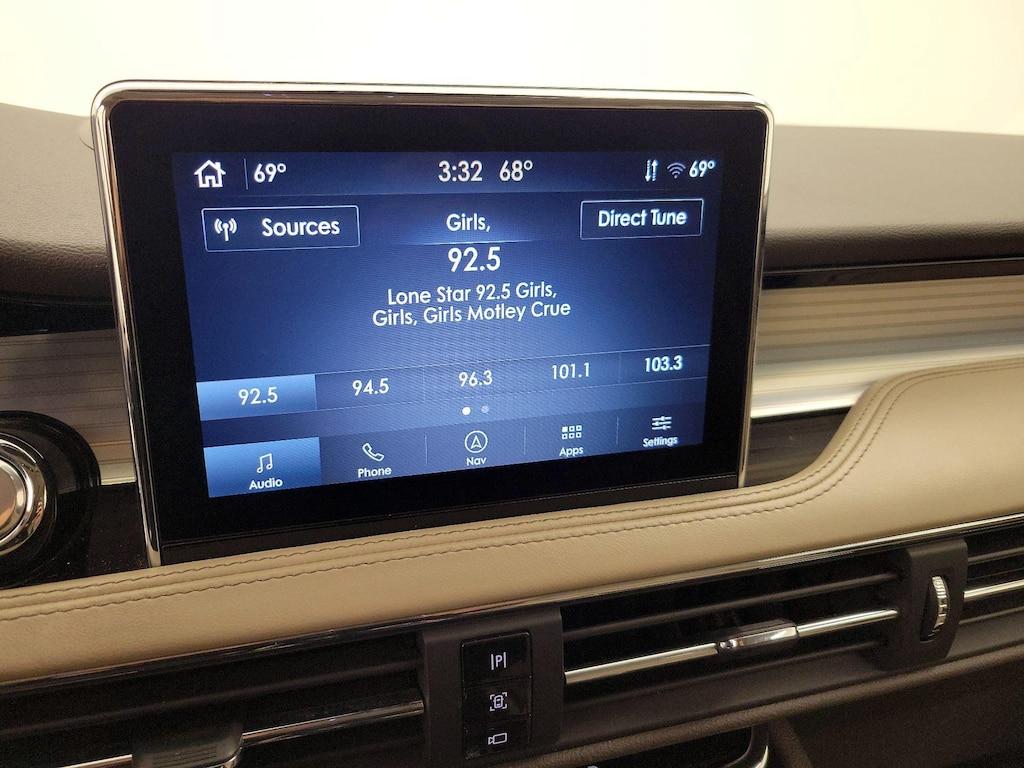 69° 3:32 68° 69°
Sources Girls, Direct Tune
92.5
Lone Star 92.5 Girls,
Girls, Girls Motley Crue
92.5 94.5 96.3 101.1 103.3
Audio Phone Nav Apps Settings
P